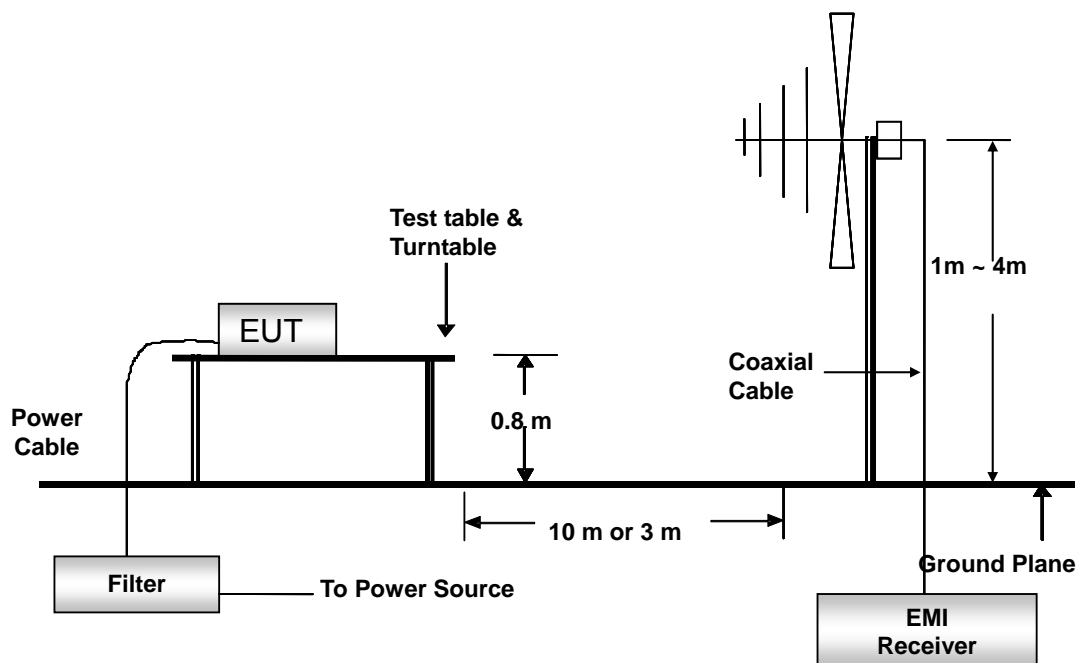 Test table &
Turntable
EUT
1m ~ 4m
Coaxial
Cable
0.8 m
Power
Cable
10 m or 3 m
Ground Plane
Filter
To Power Source
EMI
Receiver